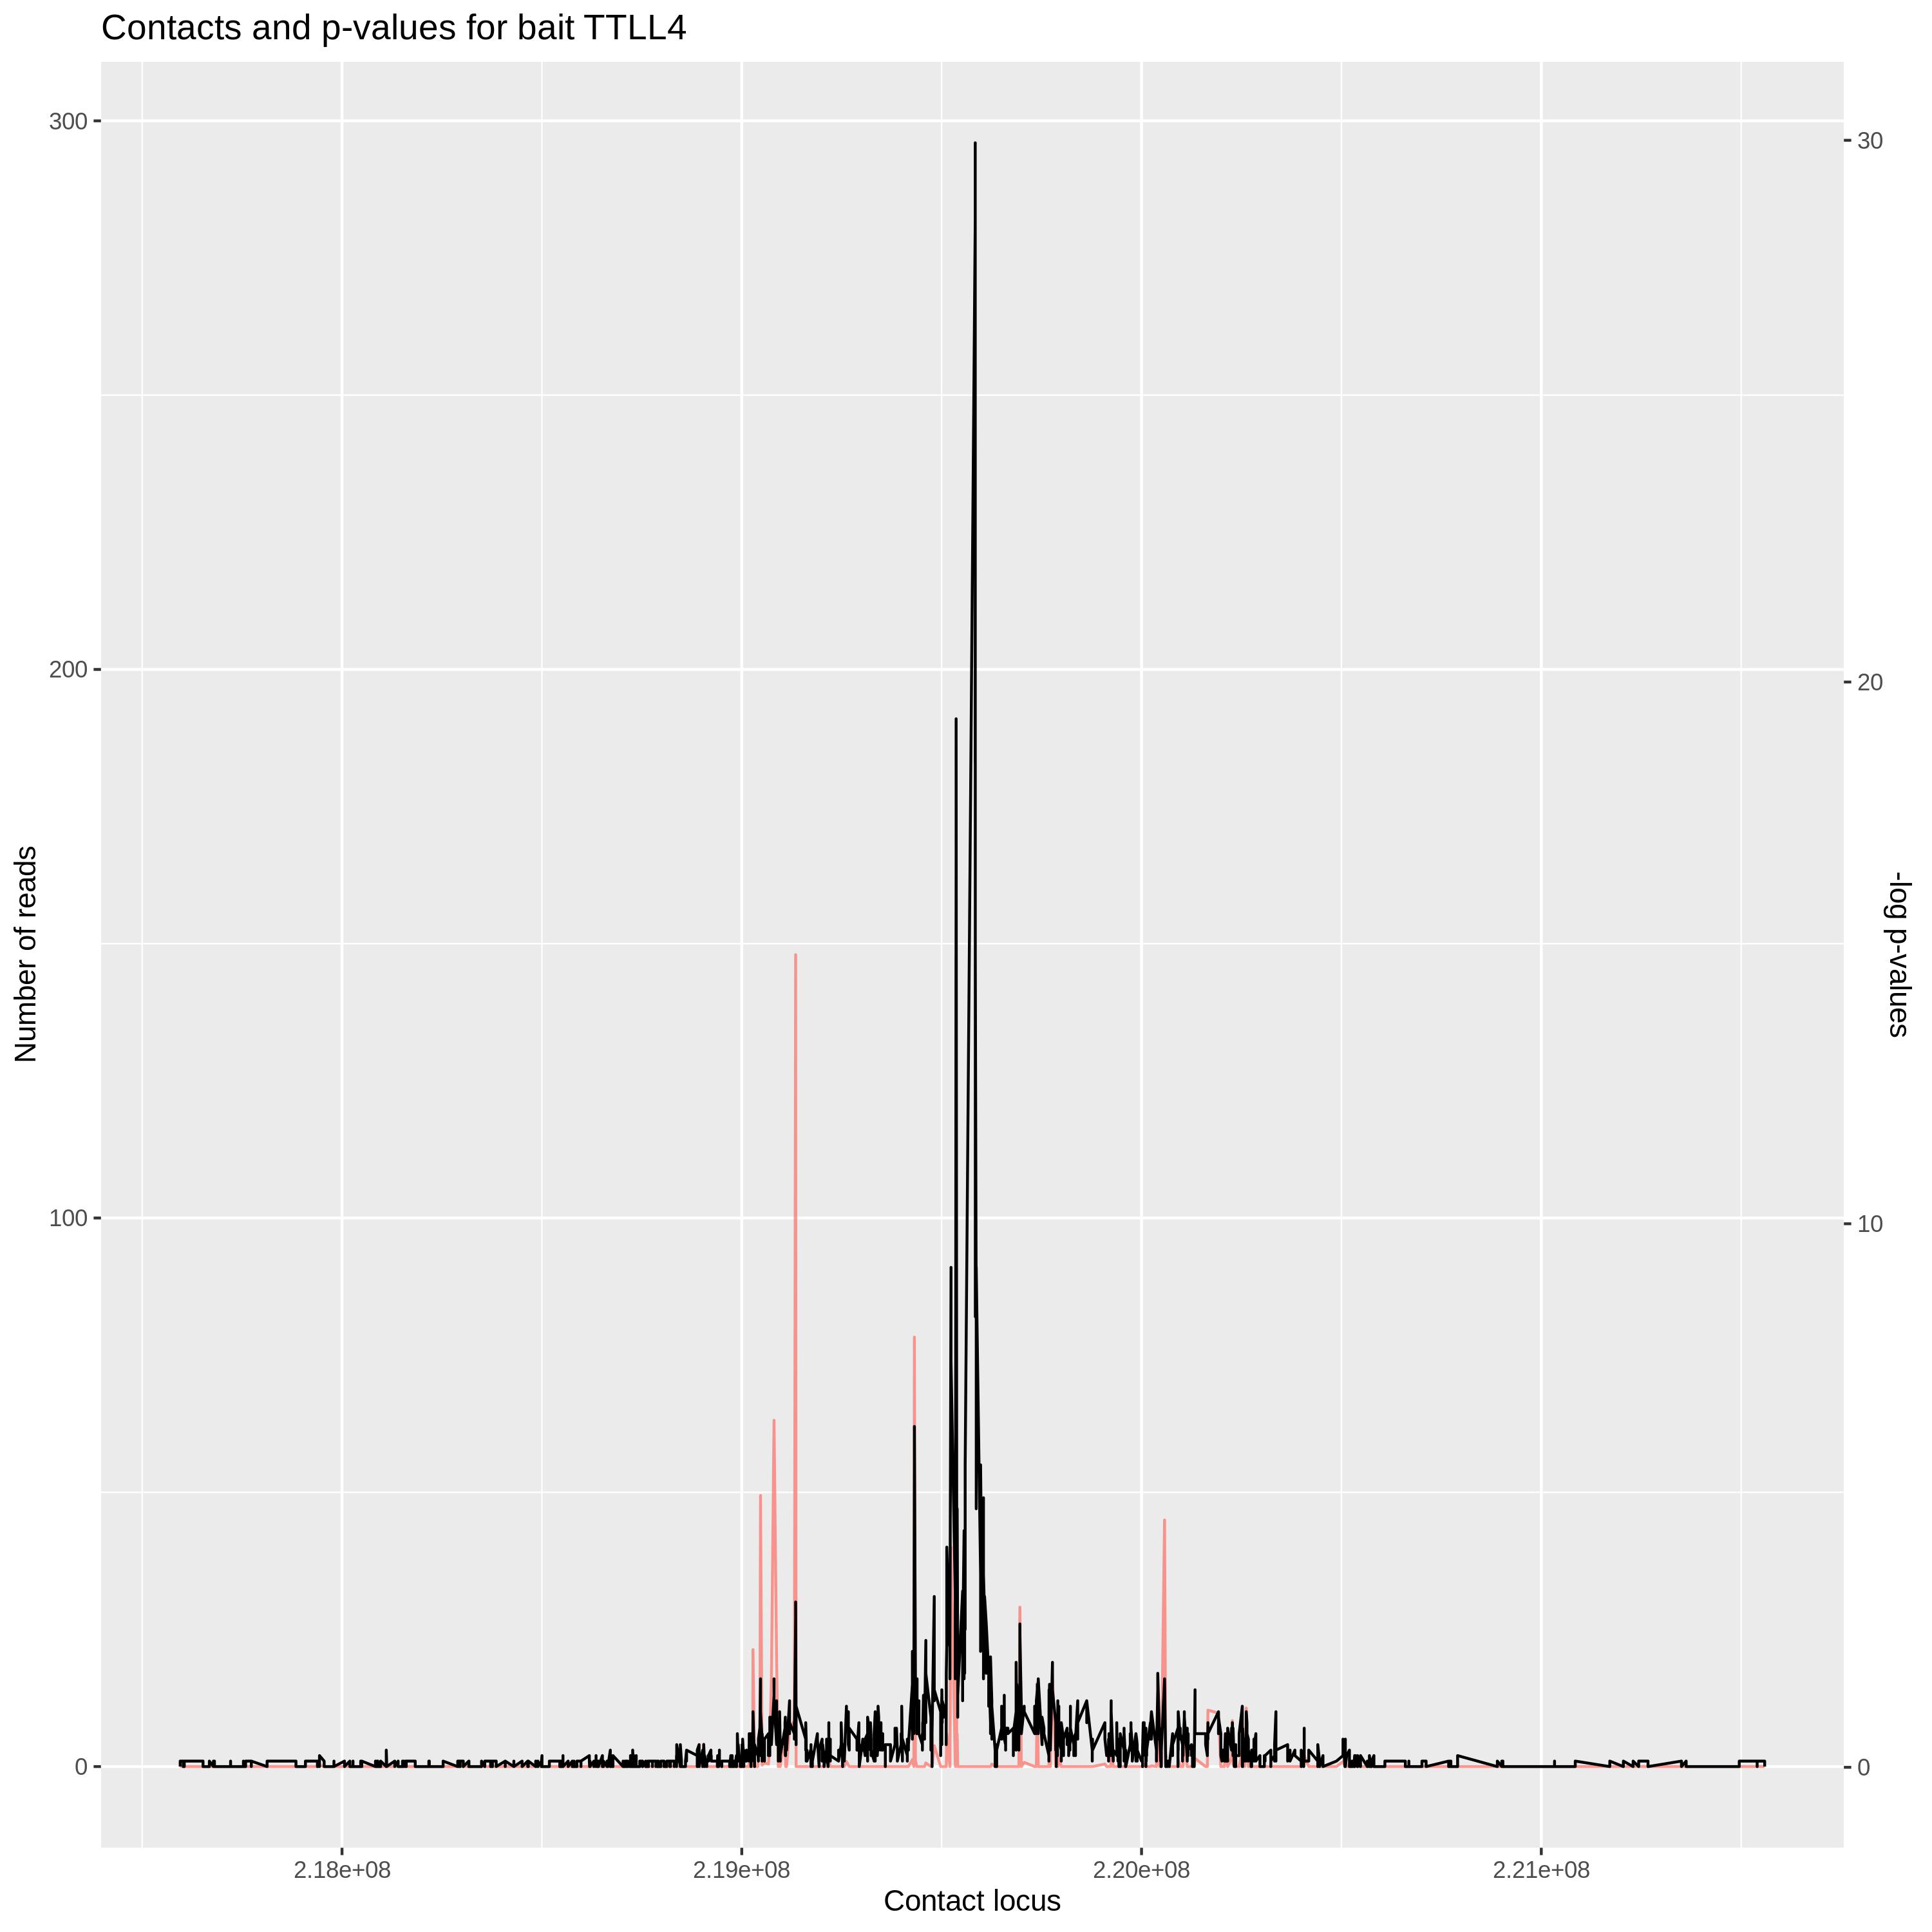 Contacts and p-values for bait TTLL4
300
200
100
0
Number of reads
30
20
10
0
-log p-values
2.18e+08
2.19e+08
2.20e+08
2.21e+08
Contact locus